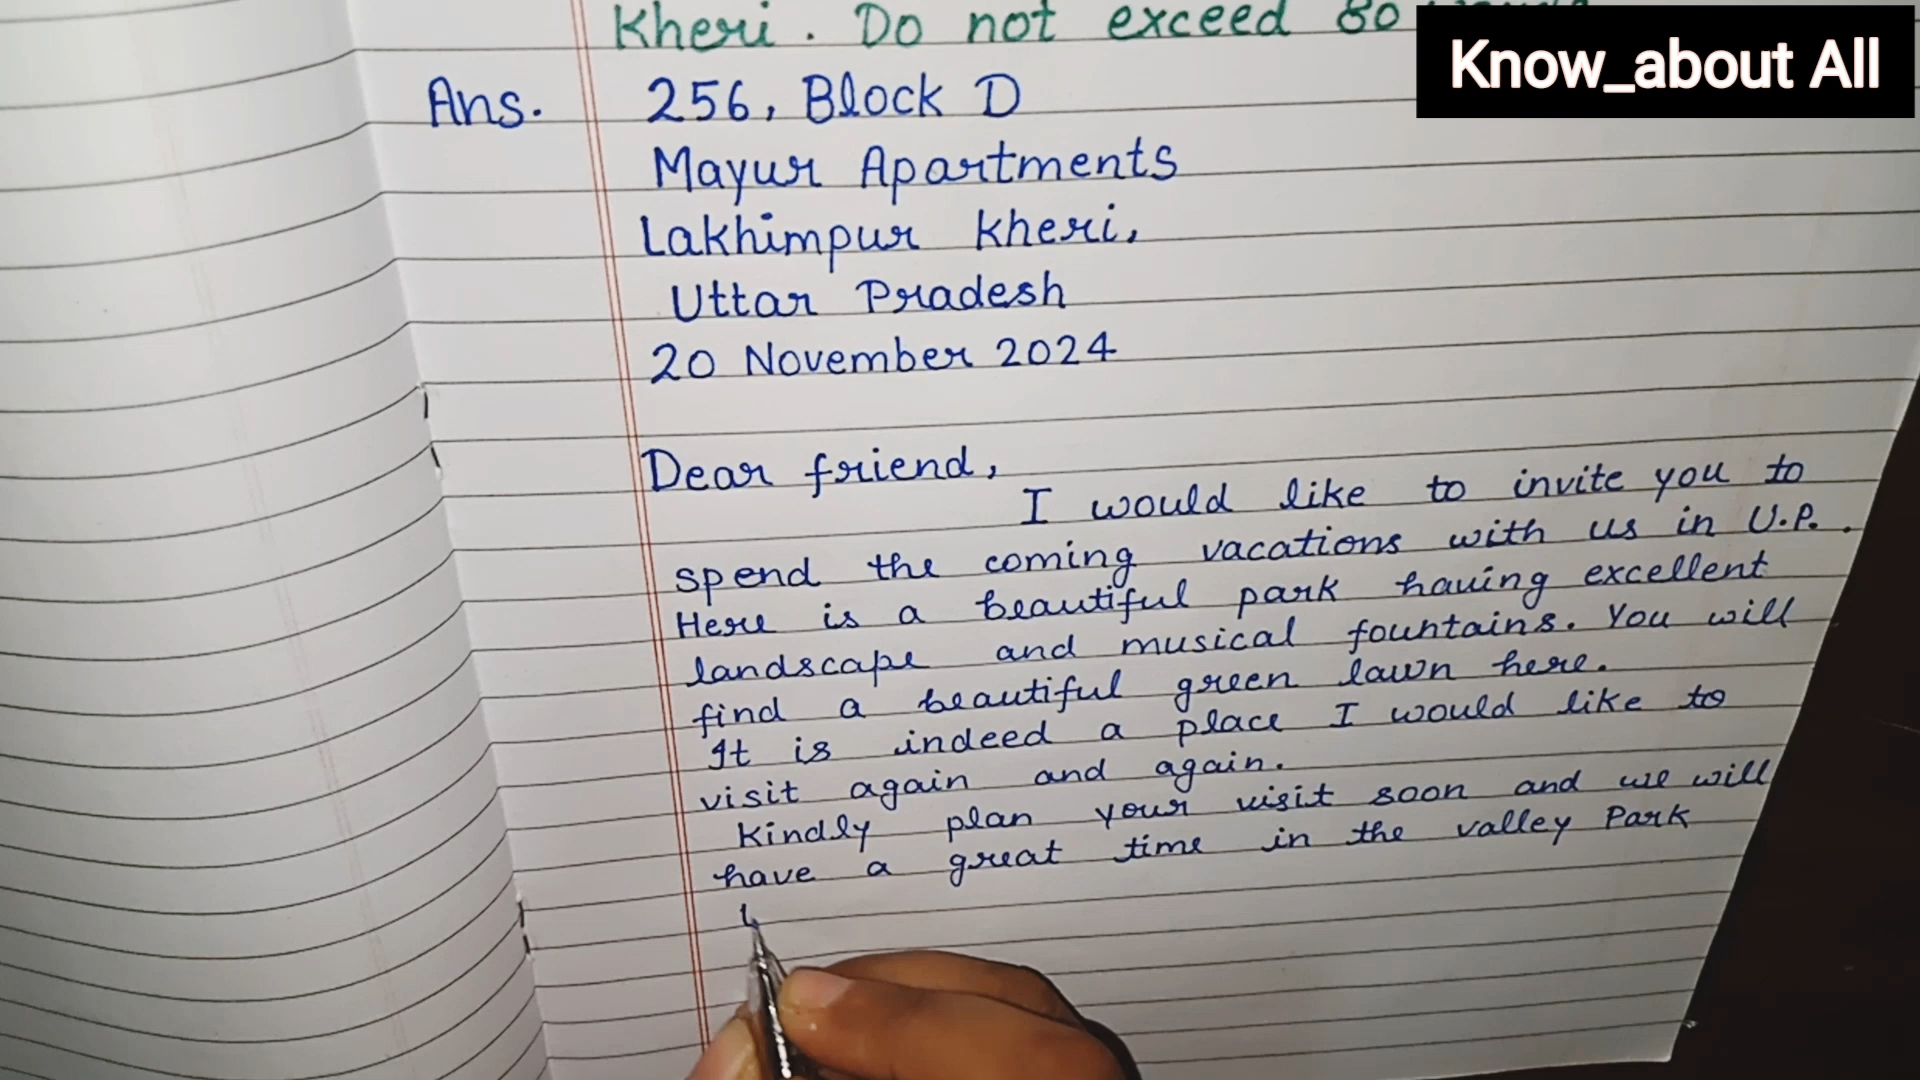 Kheri. Do not exceed 80
Know_about All
Ans. 256, Block D
Mayur Apartments
Lakhimpur kheri,
Uttar Pradesh
20 November 2024
Dear friend,
I would like to invite you to
spend the coming vacations with us in U.P.
Here is a beautiful park having excellent
landscape and musical fountains. You will
find a beautiful green lawn here.
It is indeed a place I would like to
visit again and again.
Kindly plan your visit soon and we will
have a great time in the valley Park